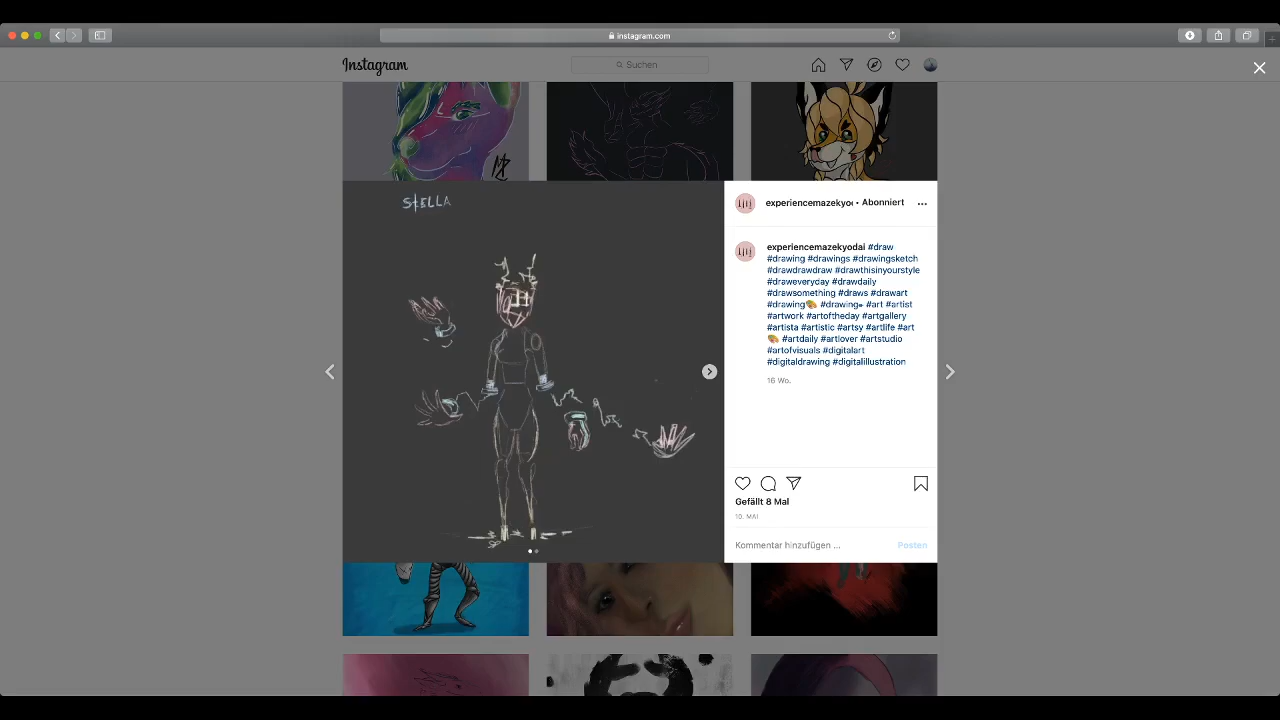 instagram.com
Instagram
Suchen
STELLA
experiencemazekyod • Abonniert
experiencemazekyodai #draw
#drawing #drawings #drawingsketch
#drawdrawdraw #drawthisinyourstyle
#draweveryday #drawdaily
#drawsomething #draws #drawart
#drawing🎨 #drawing✏ #art #artist
#artwork #artoftheday #artgallery
#artista #artistic #artsy #artlife #art
🎨 #artdaily #artlover #artstudio
#artofvisuals #digitalart
#digitaldrawing #digitalillustration
16 Wo.
Gefällt 8 Mal
10. MAI
Kommentar hinzufügen ...
Posten